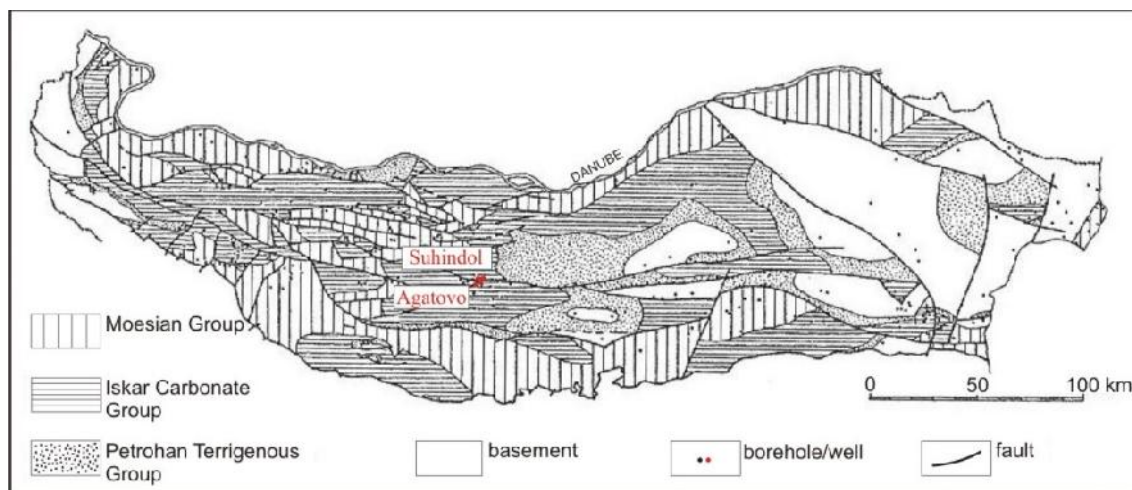 DANUBE
Suhindol
Agatovo
Moesian Group
Iskar Carbonate
Group
Petrohan Terrigenous
Group
basement
borehole/well
fault
0 50 100 km